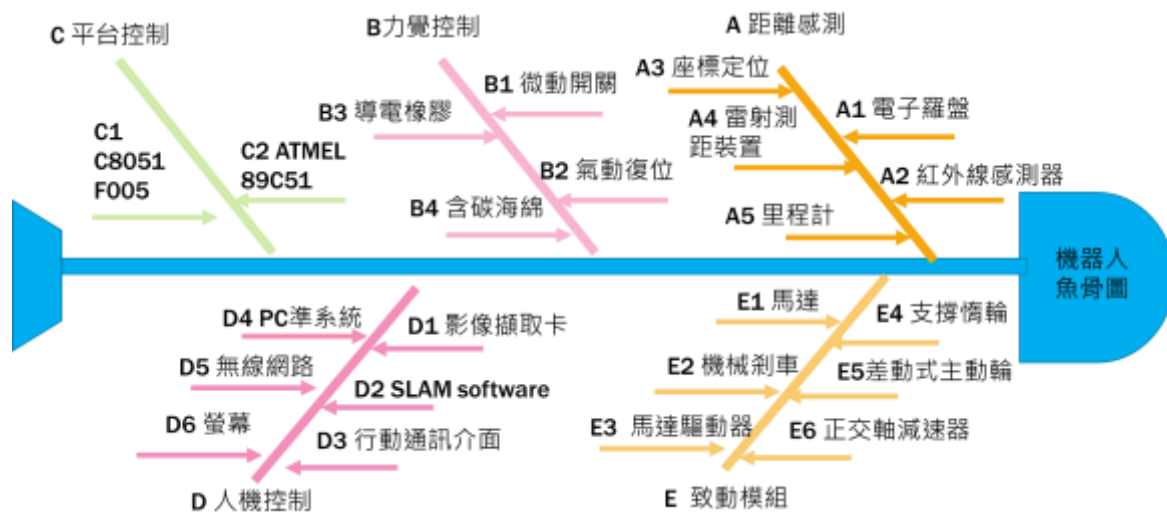 C 平台控制
B力覺控制
A 距離感測
A3 座標定位
B1 微動開關
B3 導電橡膠
A1 電子羅盤
A4 雷射測
距裝置
C1
C8051
F005
C2 ATMEL
89C51
B2 氣動復位
A2 紅外線感測器
B4 含碳海綿
A5 里程計
機器人
魚骨圖
D4 PC準系統
D1 影像擷取卡
E1 馬達
E4 支撐惰輪
D5 無線網路
E2 機械剎車
E5差動式主動輪
D2 SLAM software
D6 螢幕
D3 行動通訊介面
E3 馬達驅動器
E6 正交軸減速器
D 人機控制
E 致動模組